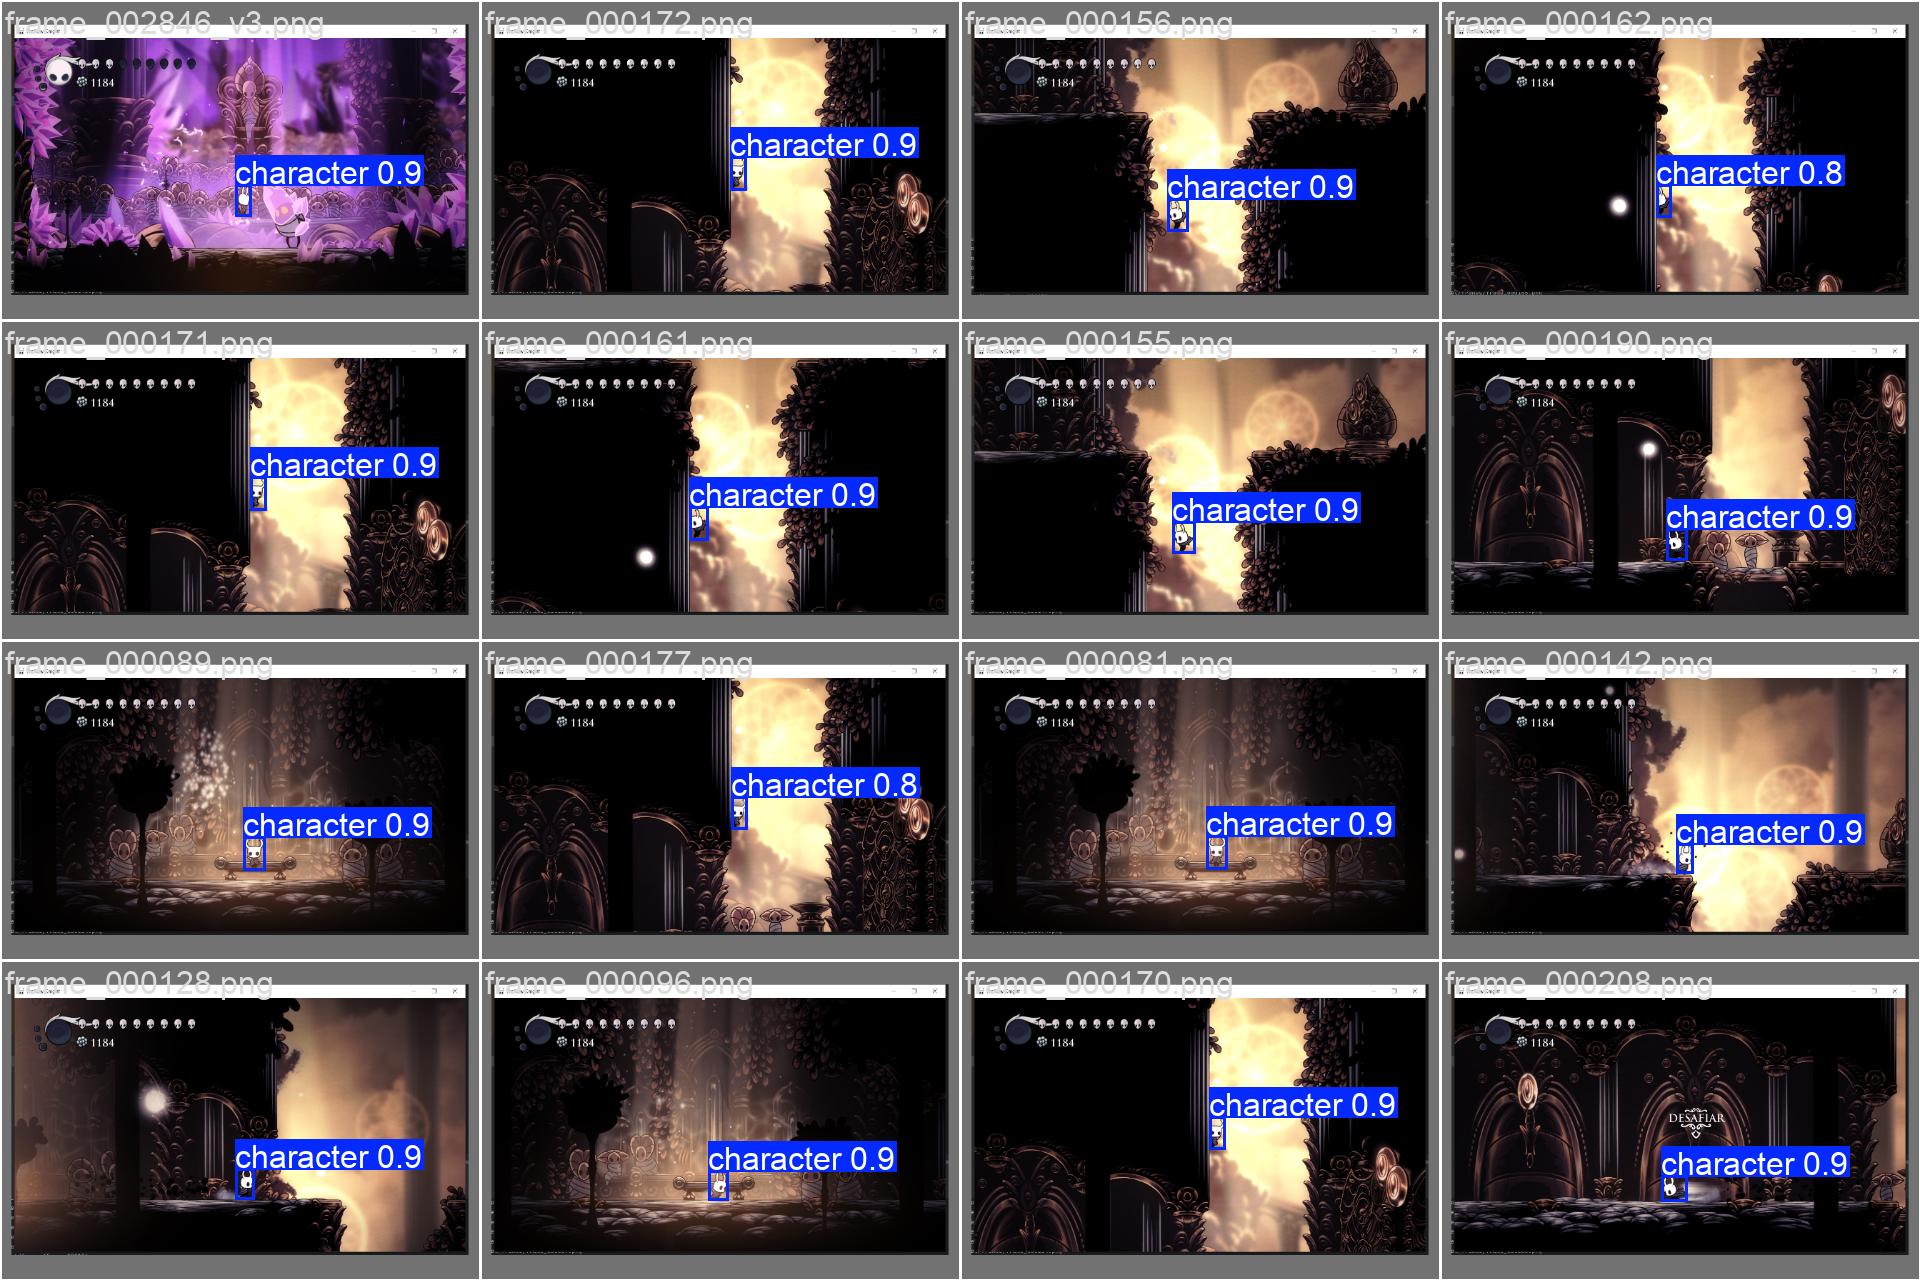 frame_002846_v3.png
1184
character 0.9
frame_000172.png
1184
character 0.9
frame_000156.png
1184
character 0.9
frame_000162.png
1184
character 0.8
frame_000171.png
1184
character 0.9
frame_000161.png
1184
character 0.9
frame_000155.png
1184
character 0.9
frame_000190.png
1184
character 0.9
frame_000089.png
1184
character 0.9
frame_000177.png
1184
character 0.8
frame_000081.png
1184
character 0.9
frame_000142.png
1184
character 0.9
frame_000128.png
1184
character 0.9
frame_000096.png
1184
character 0.9
frame_000170.png
1184
character 0.9
frame_000208.png
1184
DESAFIAR
character 0.9